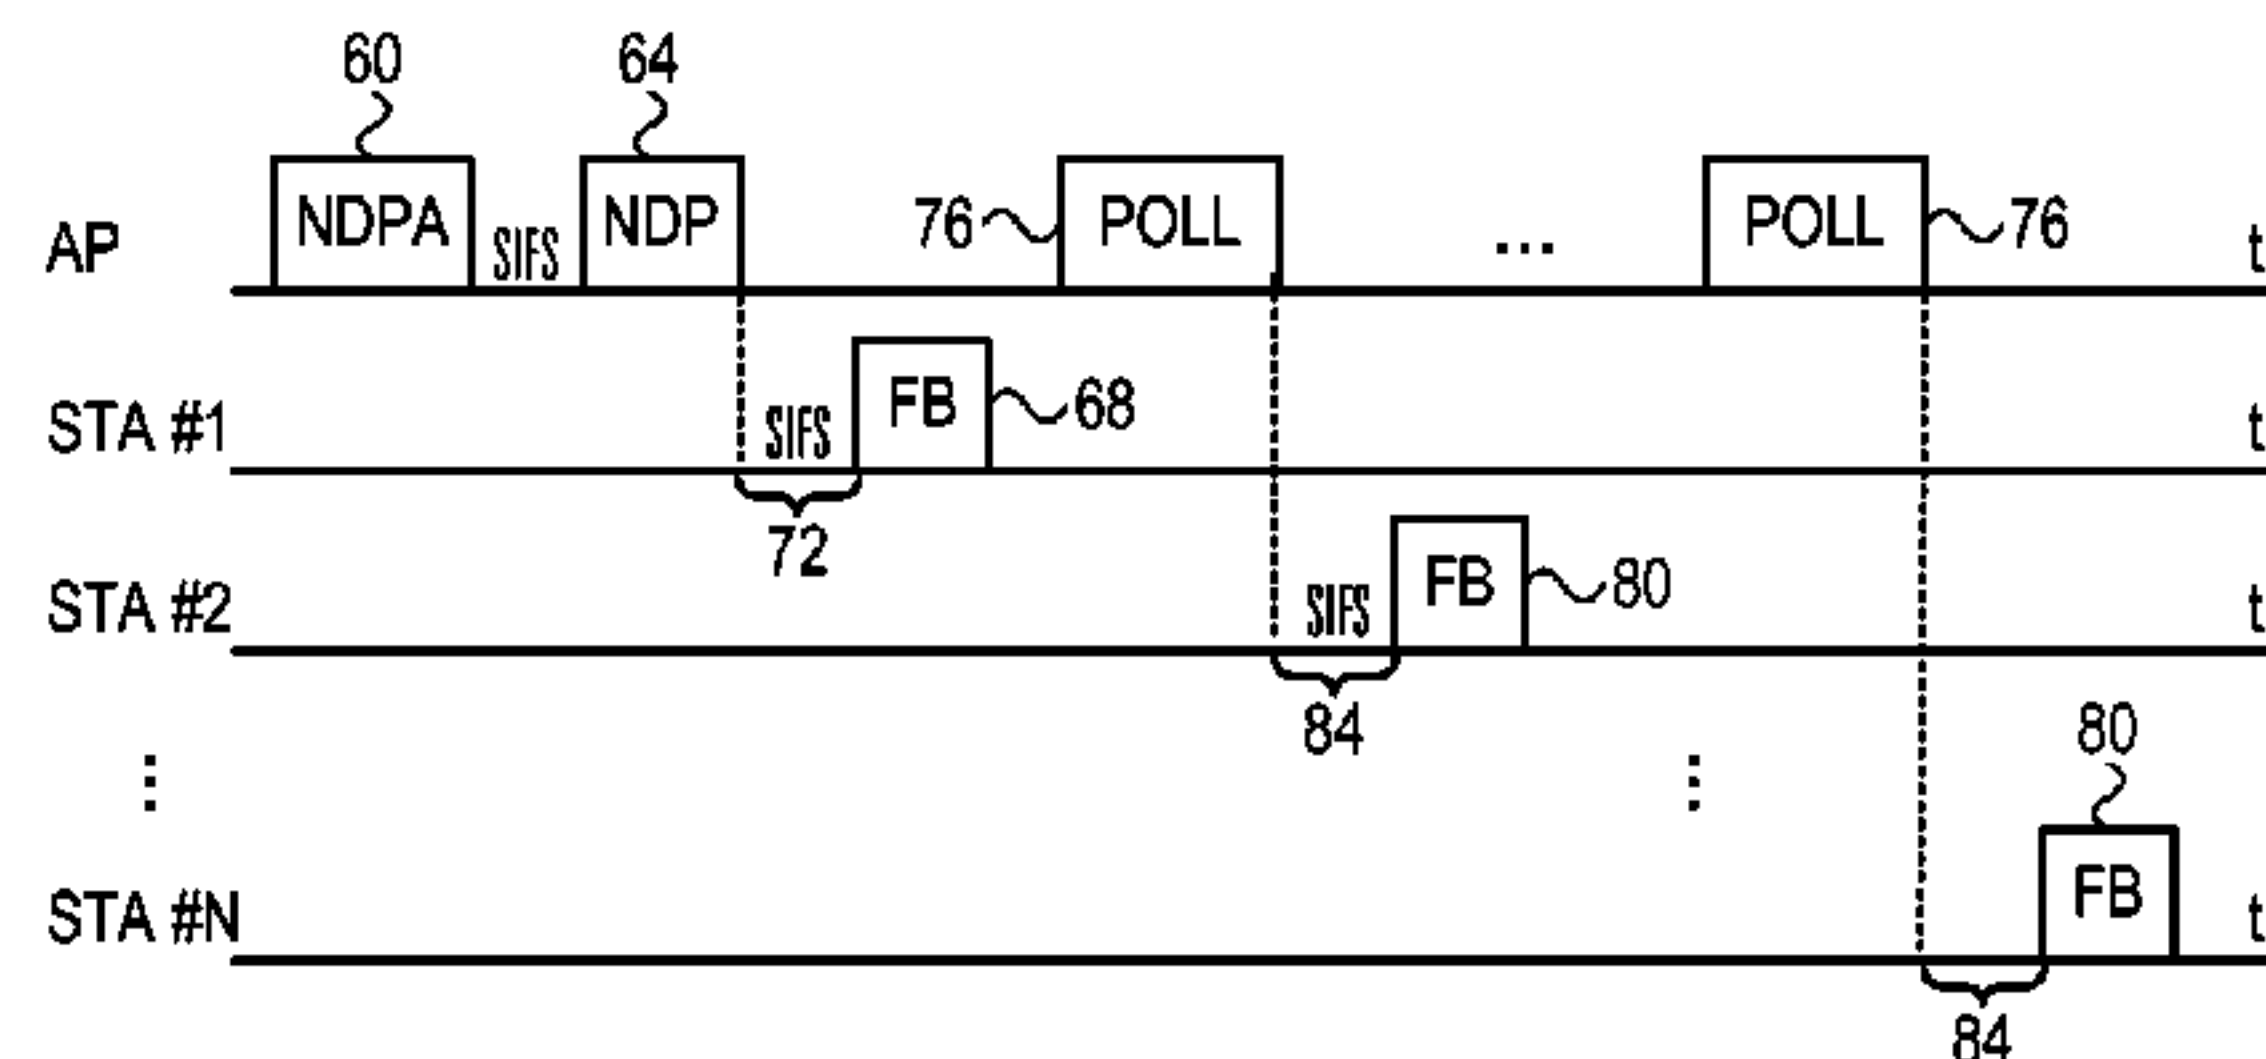 60 64
AP NDPA SIFS NDP 76 POLL ... POLL 76 t
STA #1 SIFS FB 68 t
72
STA #2 SIFS FB 80 t
84
80
STA #N FB t
84